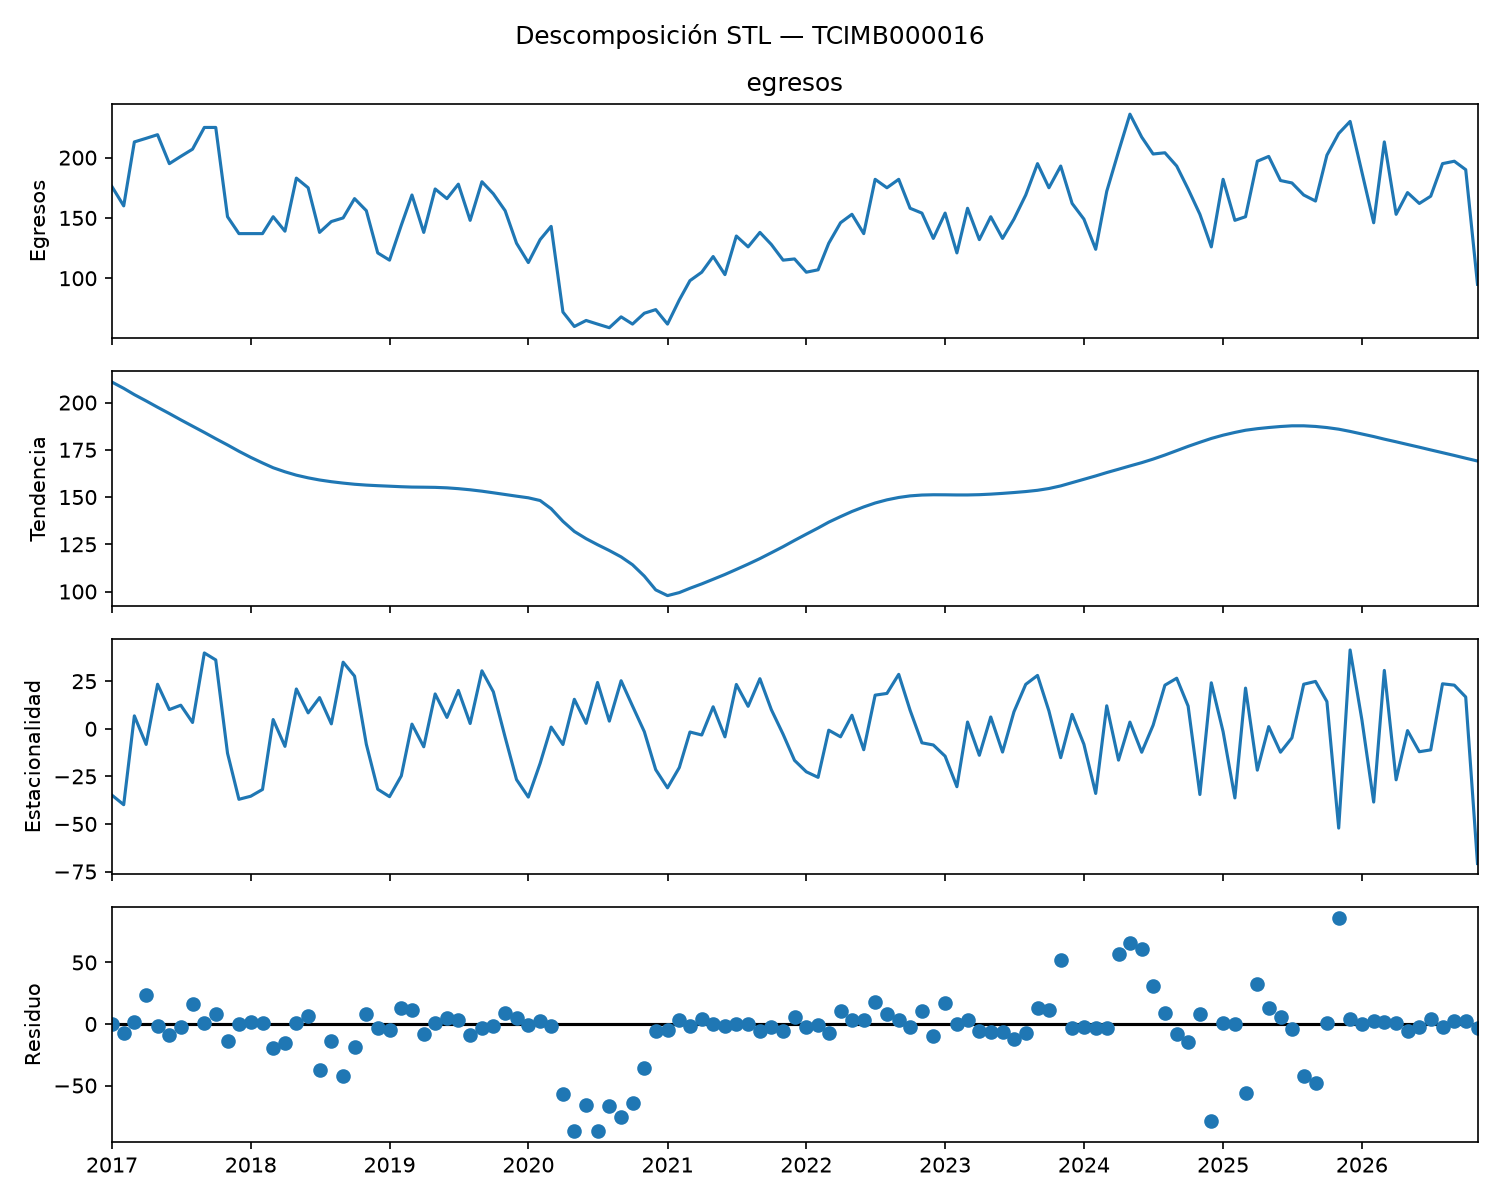 Descomposición STL — TCIMB000016
egresos
Egresos
200
150
100
Tendencia
200
175
150
125
100
Estacionalidad
25
0
−25
−50
−75
Residuo
50
0
−50
2017 2018 2019 2020 2021 2022 2023 2024 2025 2026